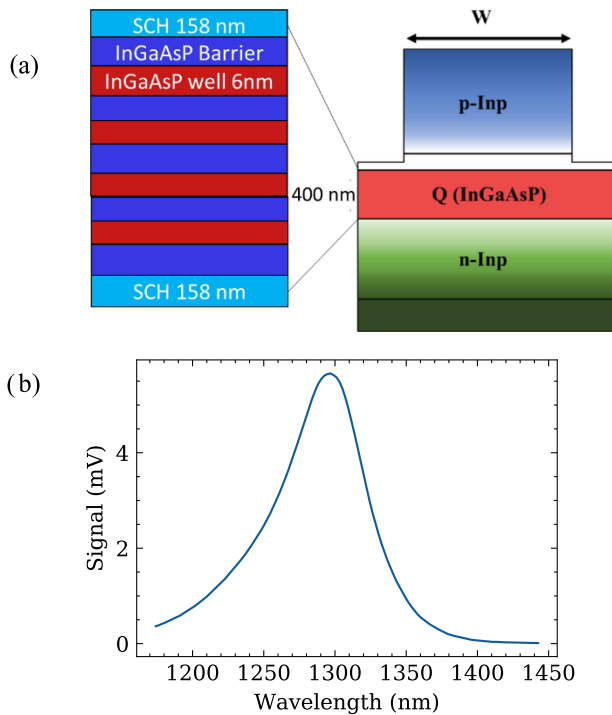 (a)
SCH 158 nm
InGaAsP Barrier
InGaAsP well 6nm
SCH 158 nm
400 nm
W
p-Inp
Q (InGaAsP)
n-Inp
(b)
Signal (mV)
4
2
0
1200 1250 1300 1350 1400 1450
Wavelength (nm)